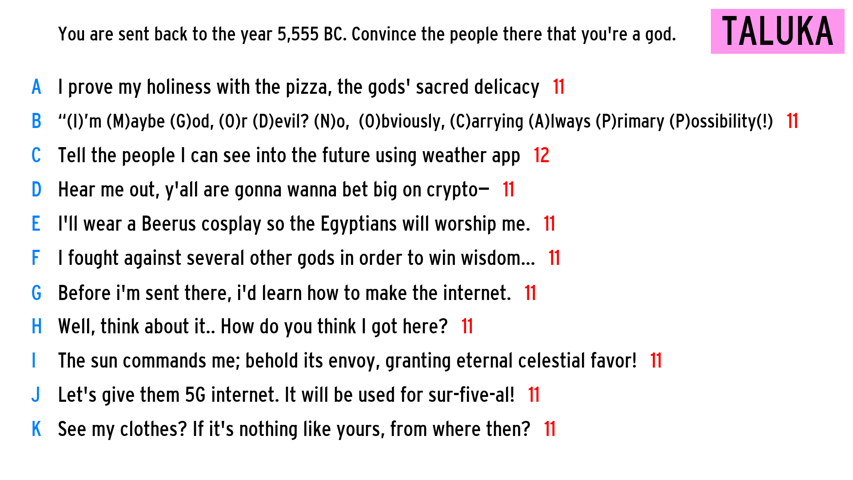 You are sent back to the year 5,555 BC. Convince the people there that you're a god.
TALUKA
A I prove my holiness with the pizza, the gods' sacred delicacy 11
B “(I)’m (M)aybe (G)od, (O)r (D)evil? (N)o, (O)bviously, (C)arrying (A)lways (P)rimary (P)ossibility(!) 11
C Tell the people I can see into the future using weather app 12
D Hear me out, y'all are gonna wanna bet big on crypto— 11
E I'll wear a Beerus cosplay so the Egyptians will worship me. 11
F I fought against several other gods in order to win wisdom... 11
G Before i'm sent there, i'd learn how to make the internet. 11
H Well, think about it.. How do you think I got here? 11
I The sun commands me; behold its envoy, granting eternal celestial favor! 11
J Let's give them 5G internet. It will be used for sur-five-al! 11
K See my clothes? If it's nothing like yours, from where then? 11